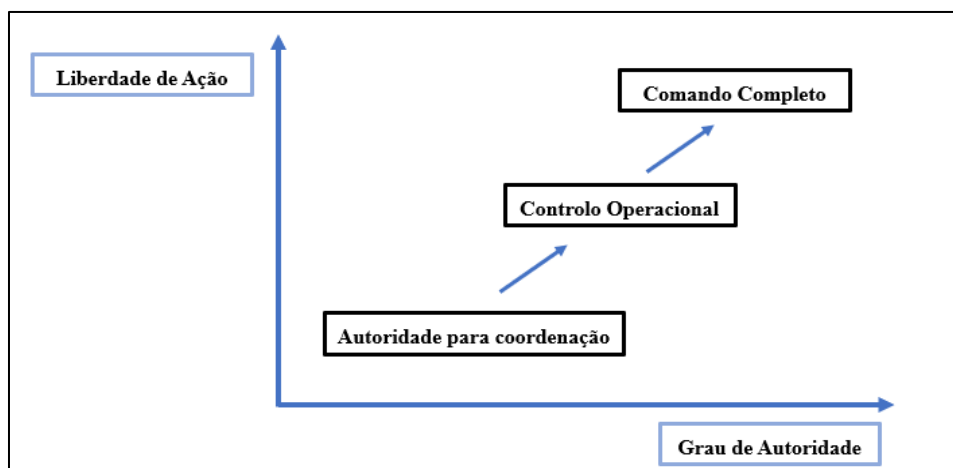 Liberdade de Ação
Comando Completo
Controlo Operacional
Autoridade para coordenação
Grau de Autoridade